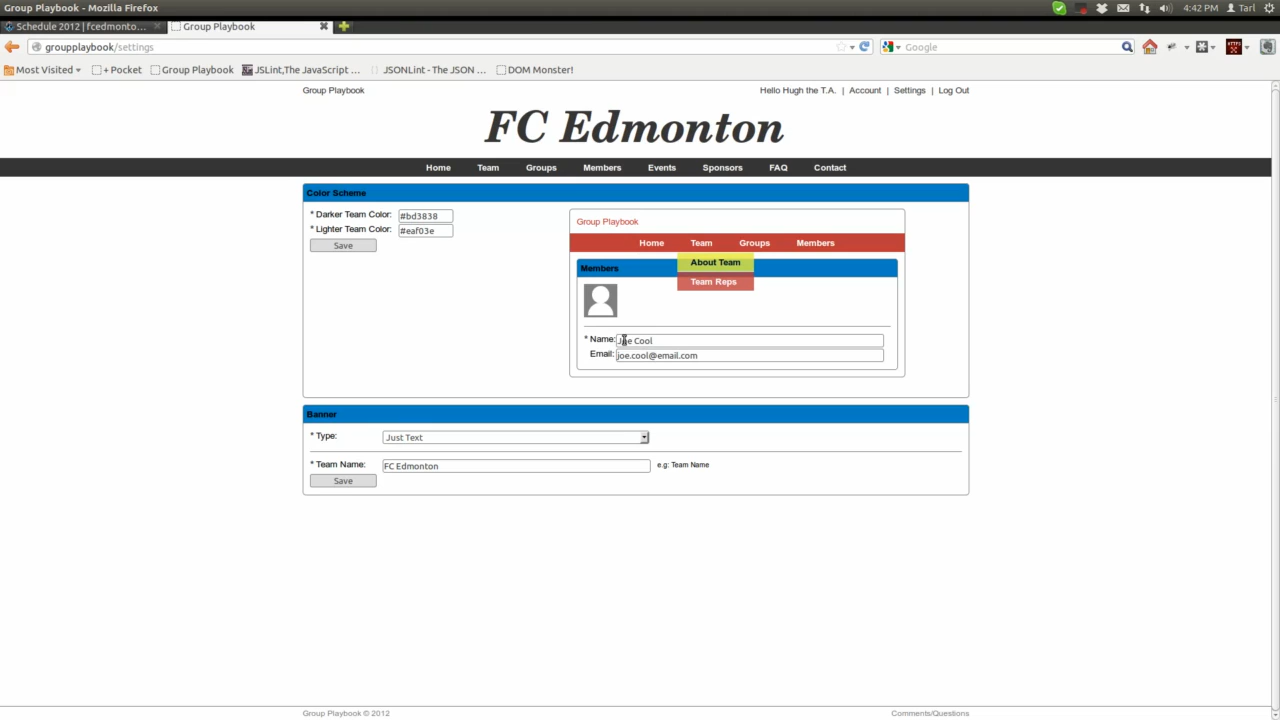 Group Playbook - Mozilla Firefox
4:42 PM Tarl
Schedule 2012 | fcedmonto...
Group Playbook
groupplaybook/settings
Google
Most Visited
+ Pocket
Group Playbook
JSLint,The JavaScript ...
JSONLint - The JSON ...
DOM Monster!
Group Playbook
Hello Hugh the T.A. | Account | Settings | Log Out
FC Edmonton
Home Team Groups Members Events Sponsors FAQ Contact
Color Scheme
* Darker Team Color: #bd3838
* Lighter Team Color: #eaf03e
Save
Group Playbook
Home Team Groups Members
About Team
Team Reps
Members
* Name: Joe Cool
Email: joe.cool@email.com
Banner
* Type: Just Text
* Team Name: FC Edmonton e.g: Team Name
Save
Group Playbook © 2012
Comments/Questions